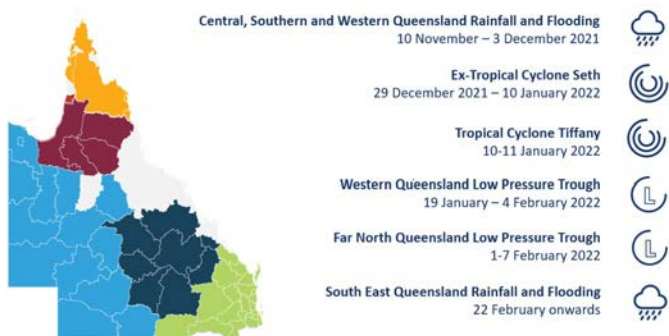 Central, Southern and Western Queensland Rainfall and Flooding
10 November – 3 December 2021
Ex-Tropical Cyclone Seth
29 December 2021 – 10 January 2022
Tropical Cyclone Tiffany
10-11 January 2022
Western Queensland Low Pressure Trough
19 January – 4 February 2022
L
Far North Queensland Low Pressure Trough
1-7 February 2022
L
South East Queensland Rainfall and Flooding
22 February onwards